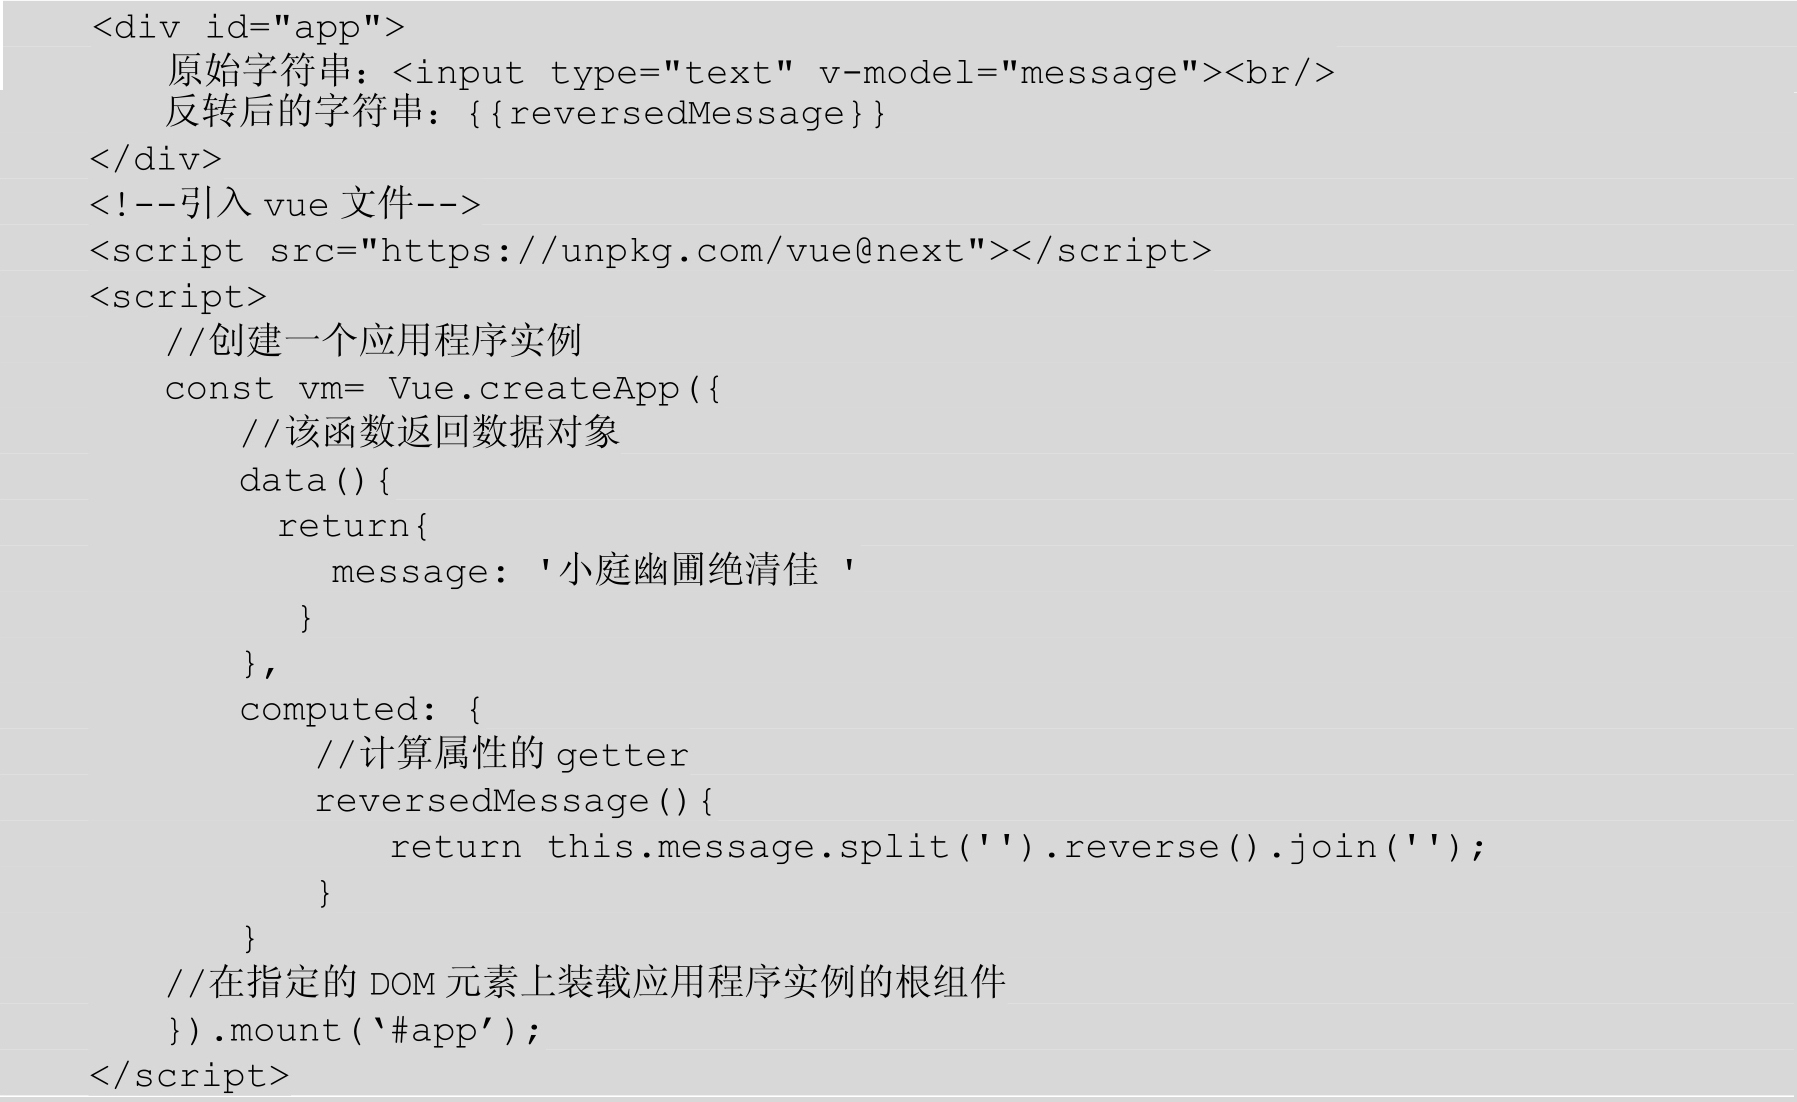 <div id="app">
    原始字符串：<input type="text" v-model="message"><br/>
    反转后的字符串：{{reversedMessage}}
</div>
<!--引入 vue 文件-->
<script src="https://unpkg.com/vue@next"></script>
<script>
    //创建一个应用程序实例
    const vm= Vue.createApp({
        //该函数返回数据对象
        data(){
          return{
             message: '小庭幽圃绝清佳 '
           }
        },
        computed: {
            //计算属性的 getter
            reversedMessage(){
                return this.message.split('').reverse().join('');
            }
        }
    //在指定的 DOM 元素上装载应用程序实例的根组件
    }).mount(‘#app’);
</script>